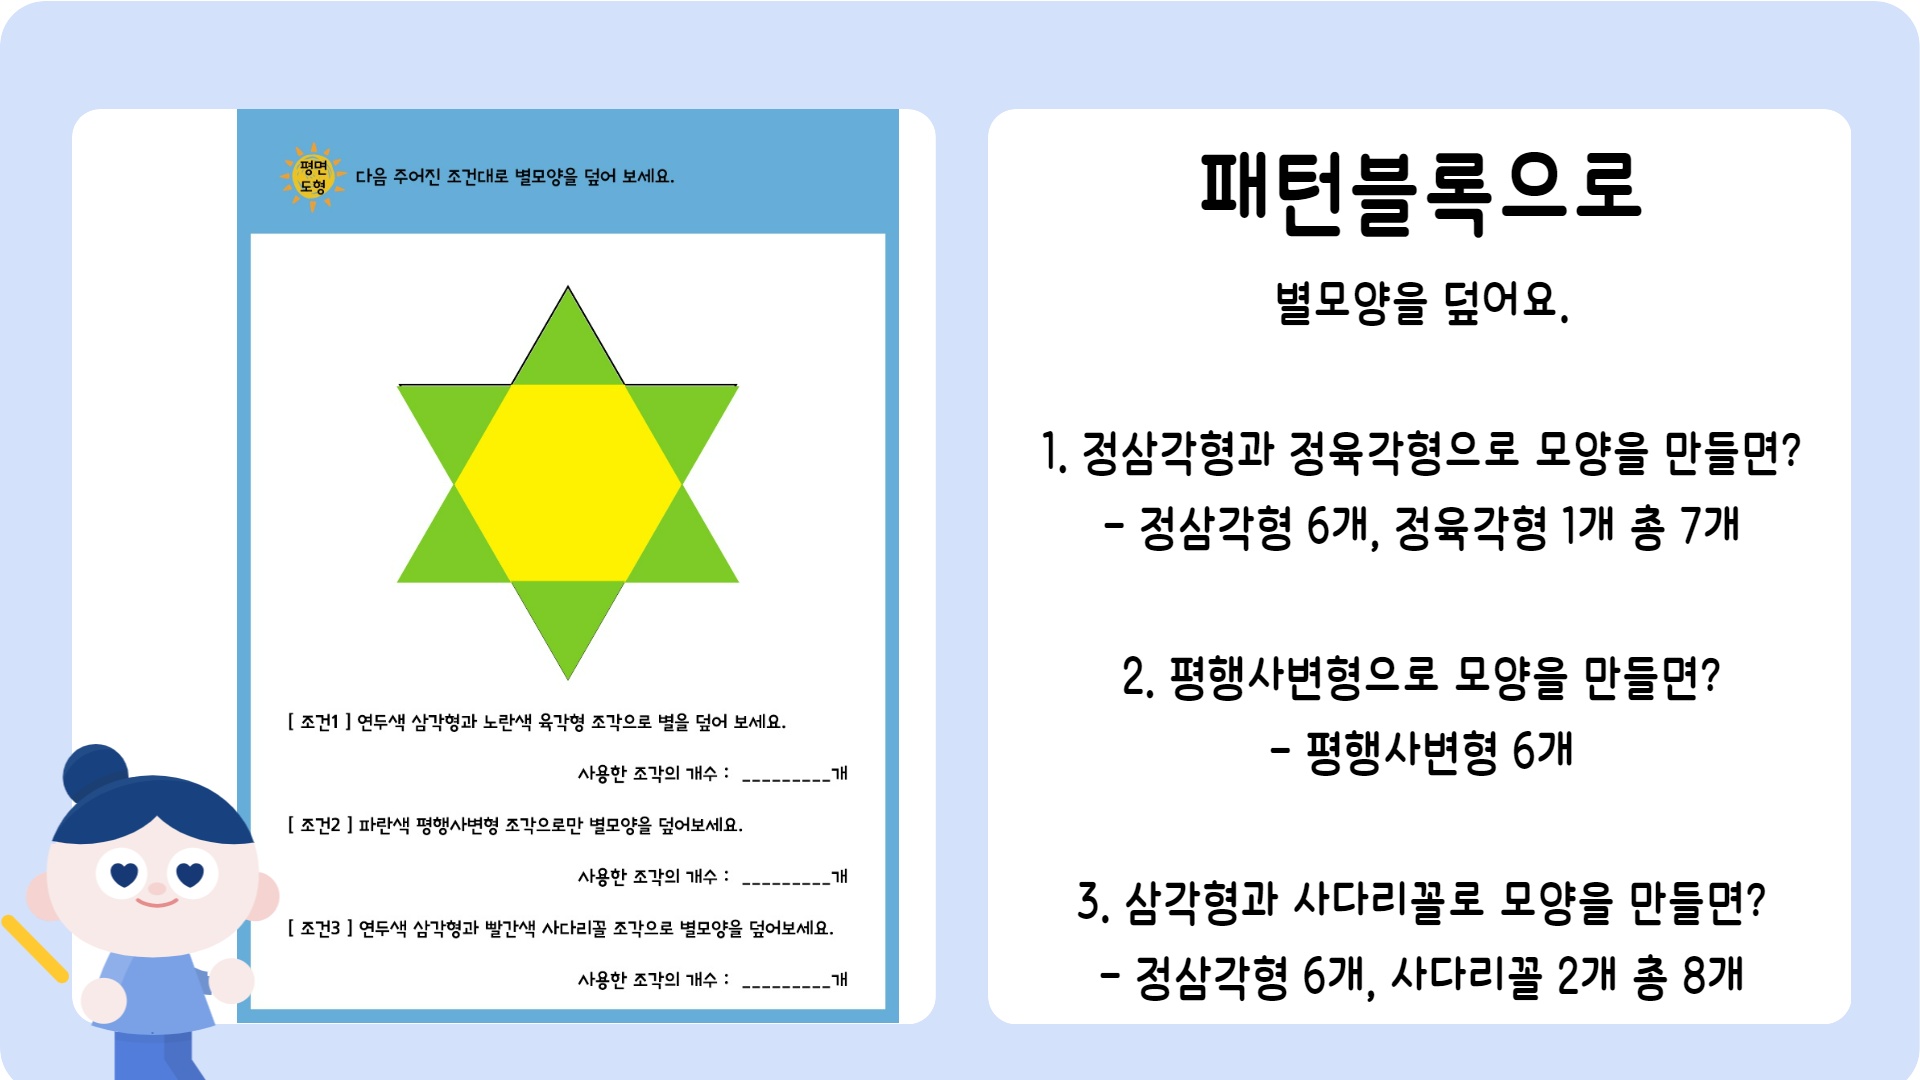 평면
도형
다음 주어진 조건대로 별모양을 덮어 보세요.
[ 조건1 ] 연두색 삼각형과 노란색 육각형 조각으로 별을 덮어 보세요.
사용한 조각의 개수 : _________개
[ 조건2 ] 파란색 평행사변형 조각으로만 별모양을 덮어보세요.
사용한 조각의 개수 : _________개
[ 조건3 ] 연두색 삼각형과 빨간색 사다리꼴 조각으로 별모양을 덮어보세요.
사용한 조각의 개수 : _________개
패턴블록으로
별모양을 덮어요.
1. 정삼각형과 정육각형으로 모양을 만들면?
- 정삼각형 6개, 정육각형 1개 총 7개
2. 평행사변형으로 모양을 만들면?
- 평행사변형 6개
3. 삼각형과 사다리꼴로 모양을 만들면?
- 정삼각형 6개, 사다리꼴 2개 총 8개